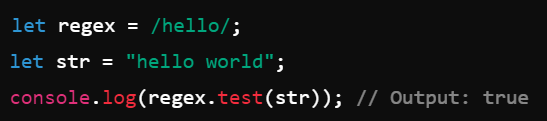 let regex = /hello/;
let str = "hello world";
console.log(regex.test(str)); // Output: true